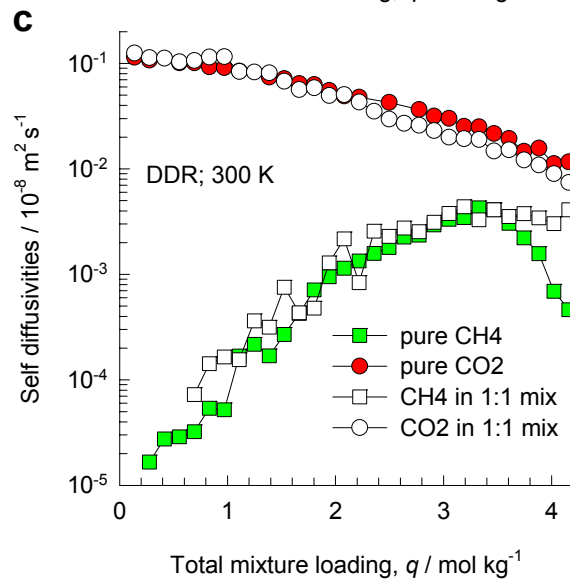 c
10⁻¹
10⁻²
10⁻³
10⁻⁴
10⁻⁵
Self diffusivities / 10⁻⁸ m² s⁻¹
DDR; 300 K
pure CH4
pure CO2
CH4 in 1:1 mix
CO2 in 1:1 mix
0 1 2 3 4
Total mixture loading, q / mol kg⁻¹